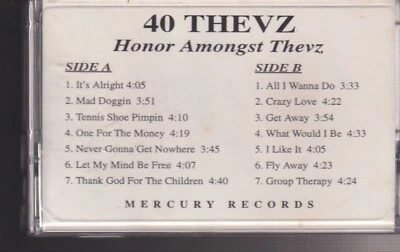 40 THEVZ
Honor Amongst Thevz
SIDE A
1. It's Alright 4:05
2. Mad Doggin 3:51
3. Tennis Shoe Pimpin 4:10
4. One For The Money 4:19
5. Never Gonna Get Nowhere 3:45
6. Let My Mind Be Free 4:07
7. Thank God For The Children 4:40
SIDE B
1. All I Wanna Do 3:33
2. Crazy Love 4:22
3. Get Away 3:54
4. What Would I Be 4:33
5. I Like It 4:05
6. Fly Away 4:23
7. Group Therapy 4:24
MERCURY RECORDS